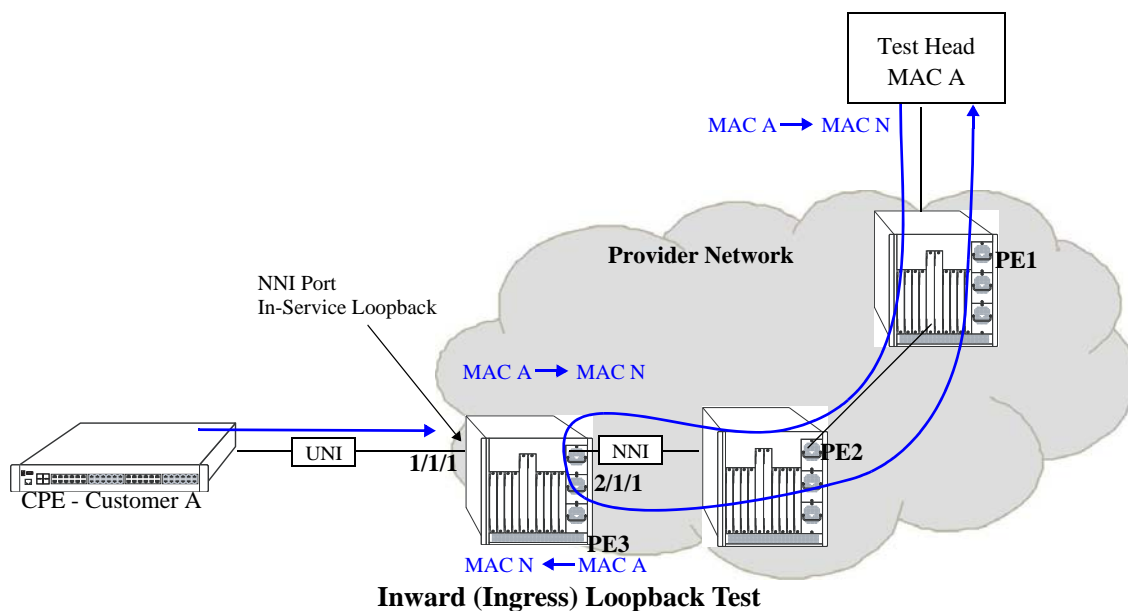 Test Head
MAC A
MAC A MAC N
Provider Network
PE1
NNI Port
In-Service Loopback
MAC A MAC N
UNI
1/1/1
NNI
PE2
2/1/1
CPE - Customer A
PE3
MAC N MAC A
Inward (Ingress) Loopback Test